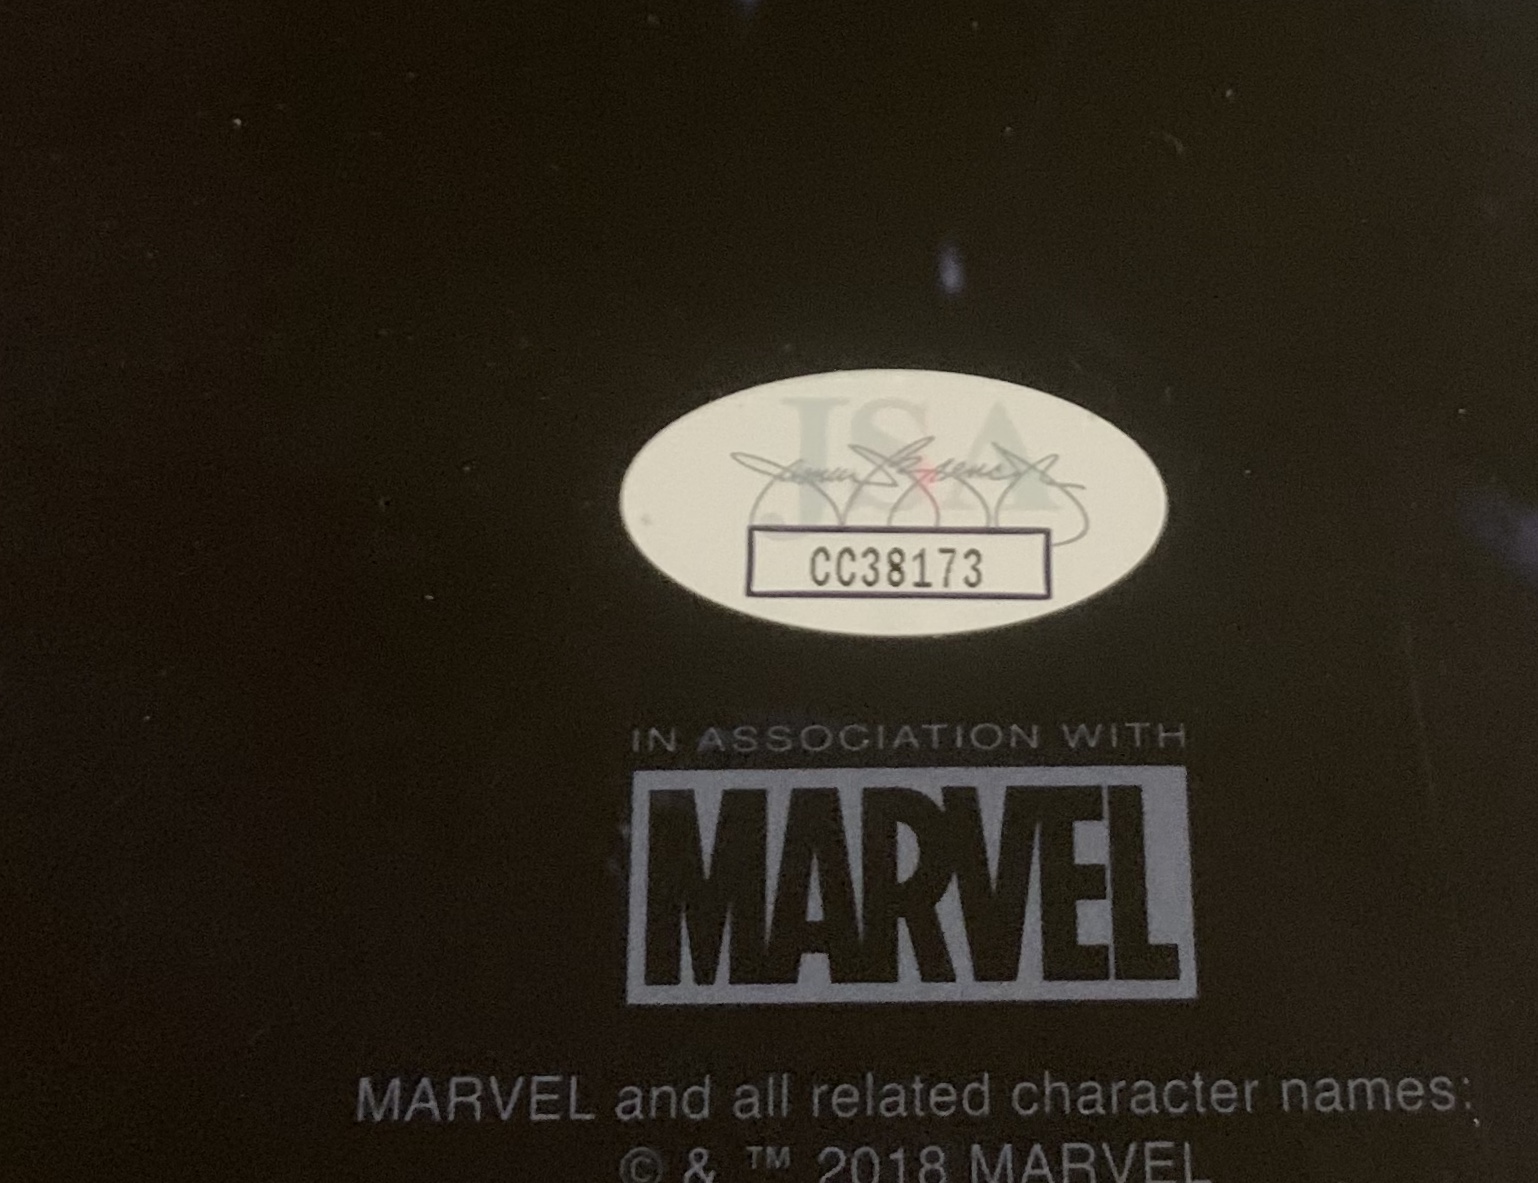 JSA
CC38173
IN ASSOCIATION WITH
MARVEL
MARVEL and all related character names:
© & ™ 2018 MARVEL